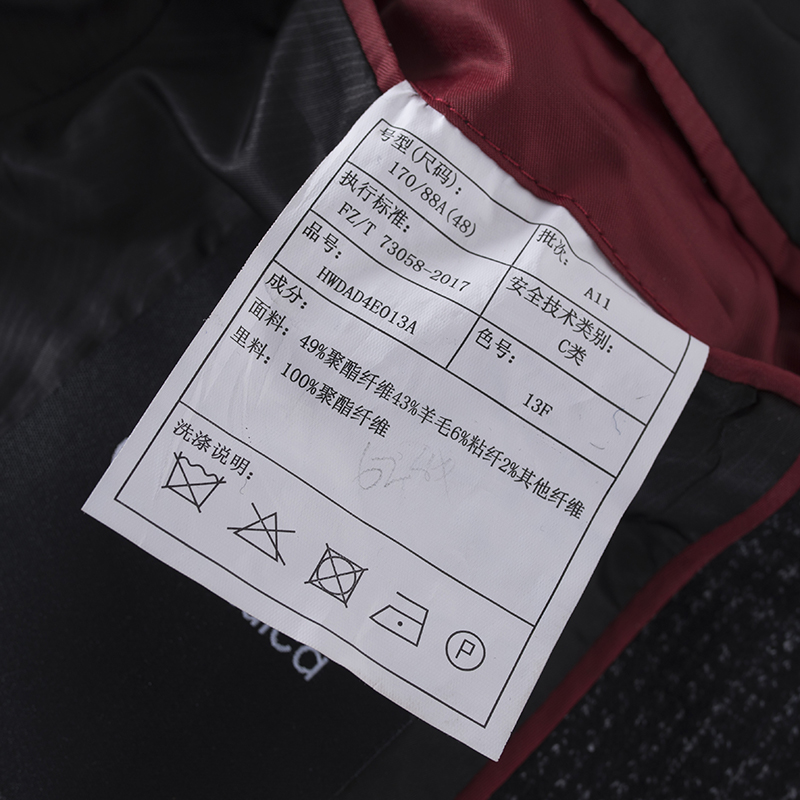 号型(尺码):
170/88A(48)
批次:
A11
执行标准:
FZ/T 73058-2017
安全技术类别:
C类
品号:
HWDAD4E013A
色号:
13F
成分:
面料: 49%聚酯纤维43%羊毛6%粘纤2%其他纤维
里料: 100%聚酯纤维
洗涤说明:
P